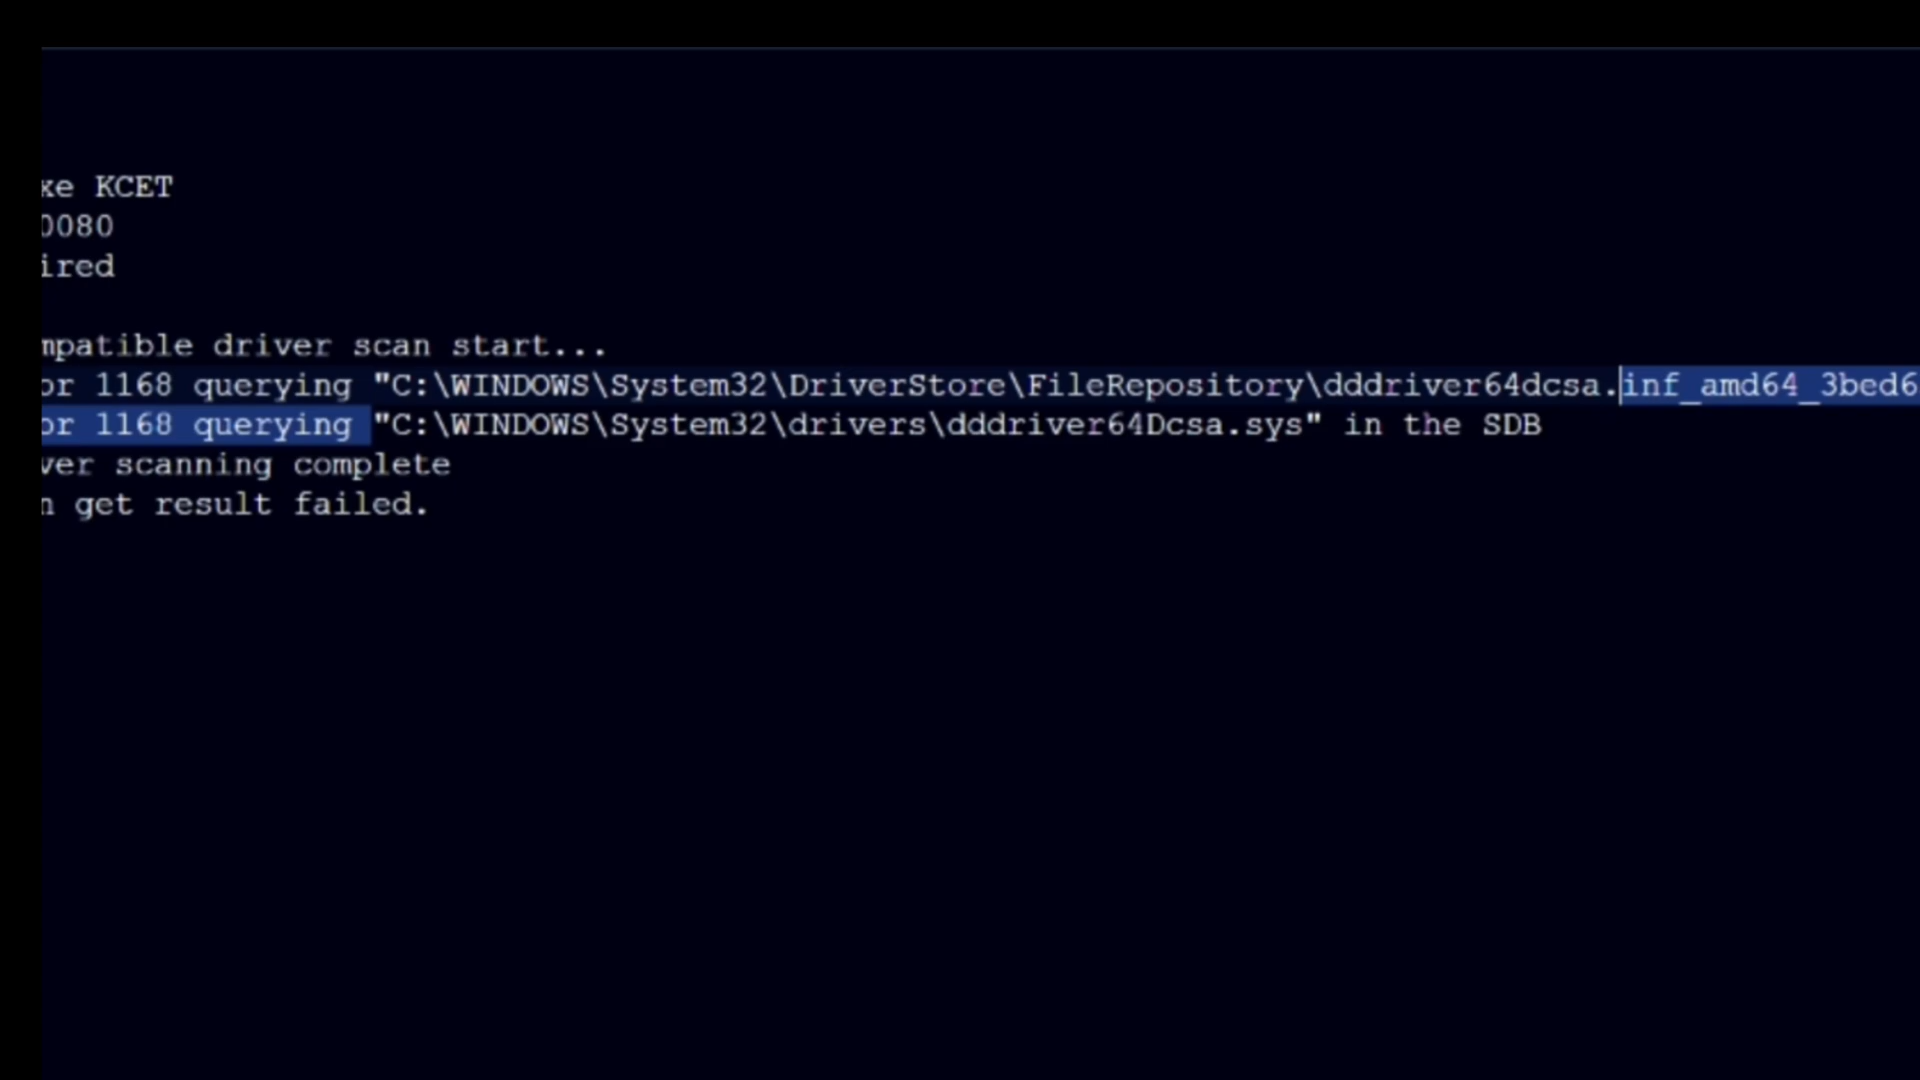 xe KCET
0080
ired
mpatible driver scan start...
or 1168 querying "C:\WINDOWS\System32\DriverStore\FileRepository\dddriver64dcsa.inf_amd64_3bed6
or 1168 querying "C:\WINDOWS\System32\drivers\dddriver64Dcsa.sys" in the SDB
ver scanning complete
n get result failed.